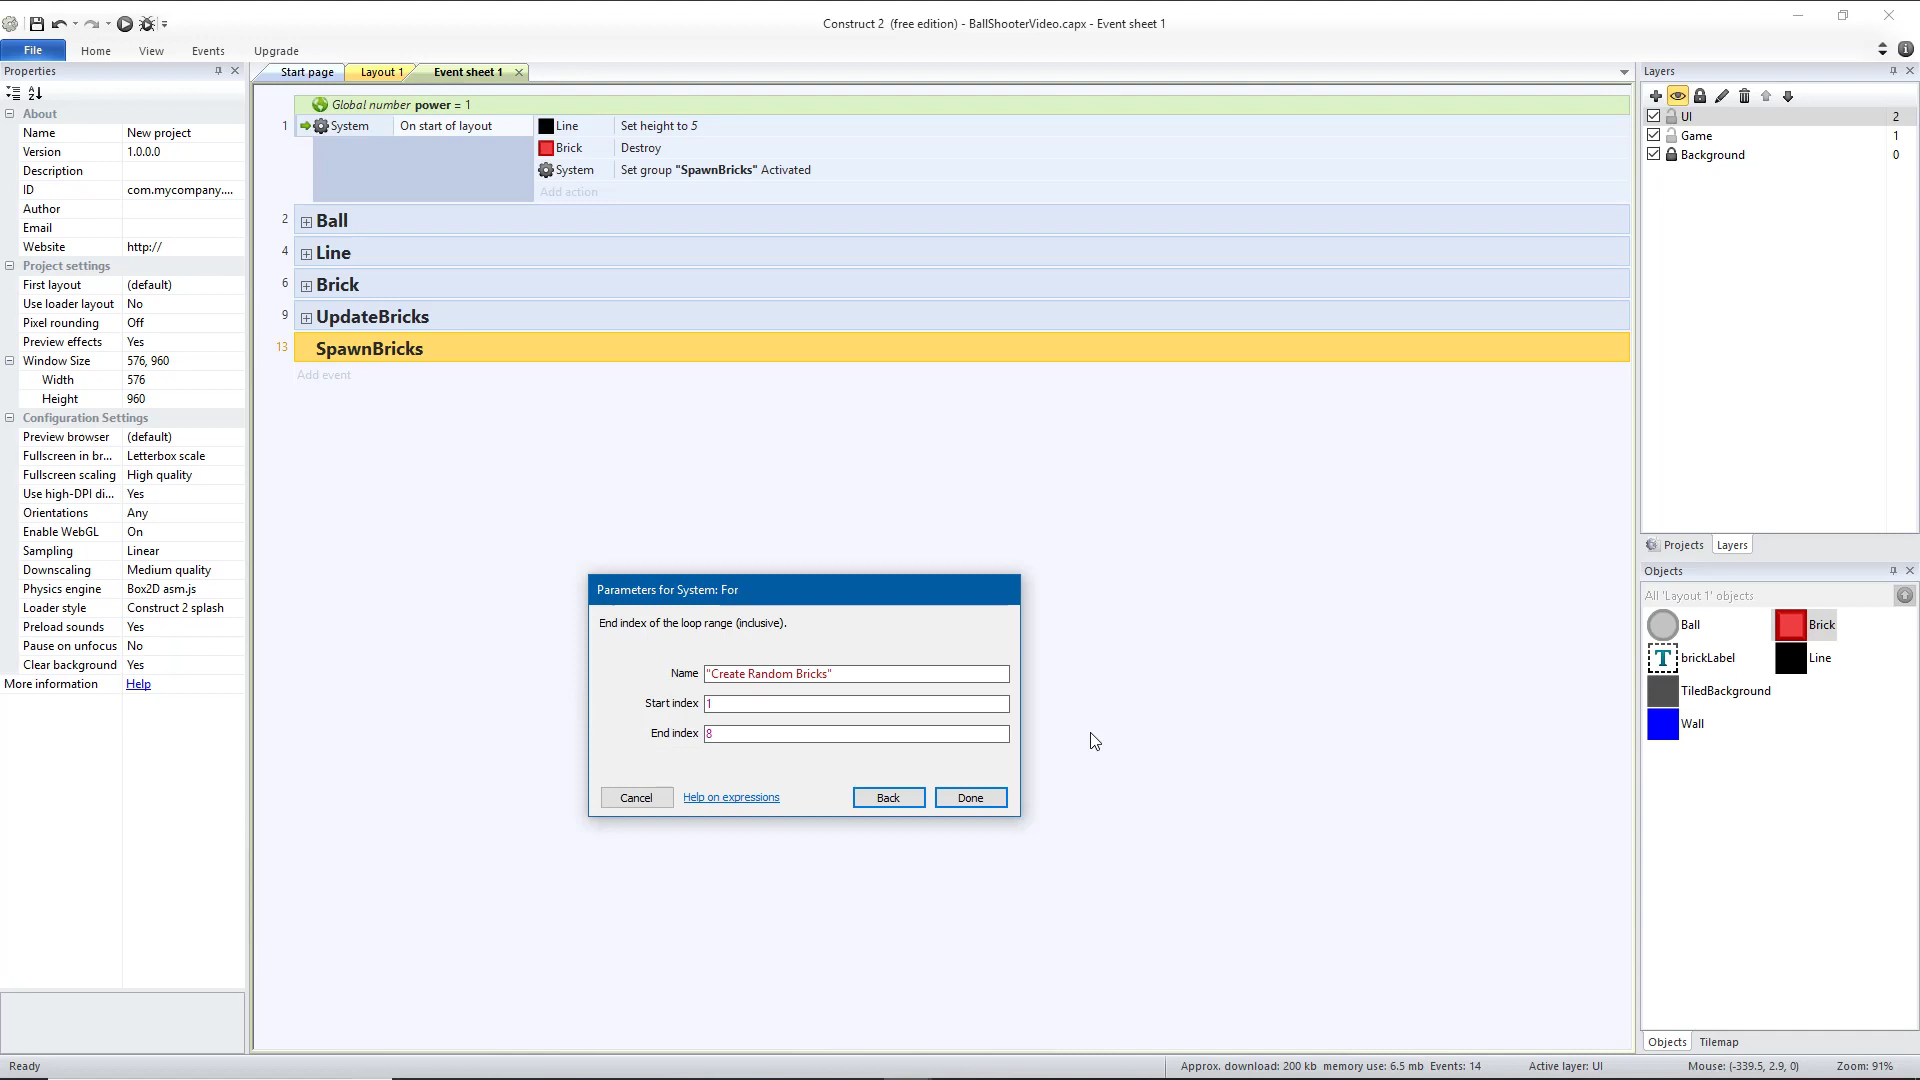 Construct 2 (free edition) - BallShooterVideo.capx - Event sheet 1
File Home View Events Upgrade
Properties
About
Name New project
Version 1.0.0.0
Description
ID com.mycompany....
Author
Email
Website http://
Project settings
First layout (default)
Use loader layout No
Pixel rounding Off
Preview effects Yes
Window Size 576, 960
Width 576
Height 960
Configuration Settings
Preview browser (default)
Fullscreen in br... Letterbox scale
Fullscreen scaling High quality
Use high-DPI di... Yes
Orientations Any
Enable WebGL On
Sampling Linear
Downscaling Medium quality
Physics engine Box2D asm.js
Loader style Construct 2 splash
Preload sounds Yes
Pause on unfocus No
Clear background Yes
More information Help
Start page Layout 1 Event sheet 1
Global number power = 1
1 System On start of layout Line Set height to 5
Brick Destroy
System Set group "SpawnBricks" Activated
Add action
2 Ball
4 Line
6 Brick
9 UpdateBricks
13 SpawnBricks
Add event
Parameters for System: For
End index of the loop range (inclusive).
Name "Create Random Bricks"
Start index 1
End index 8
Cancel Help on expressions Back Done
Layers
UI 2
Game 1
Background 0
Projects Layers
Objects
All 'Layout 1' objects
Ball Brick
brickLabel Line
TiledBackground
Wall
Objects Tilemap
Ready Approx. download: 200 kb memory use: 6.5 mb Events: 14 Active layer: UI Mouse: (-339.5, 2.9, 0) Zoom: 91%